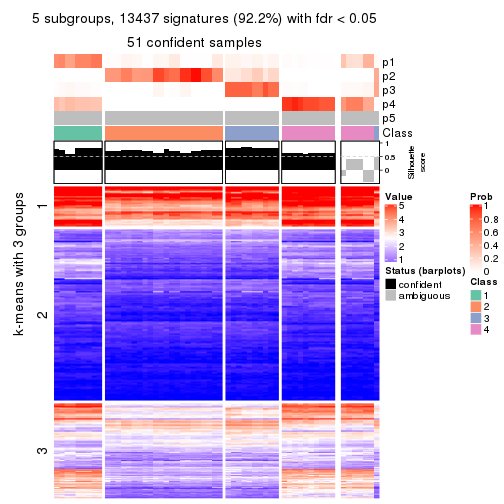 5 subgroups, 13437 signatures (92.2%) with fdr < 0.05
51 confident samples
p1
p2
p3
p4
p5
Class
1
0.5
0
Silhouette
score
k-means with 3 groups
1
2
3
Value
5
4
3
2
1
Status (barplots)
confident
ambiguous
Prob
1
0.8
0.6
0.4
0.2
0
Class
1
2
3
4